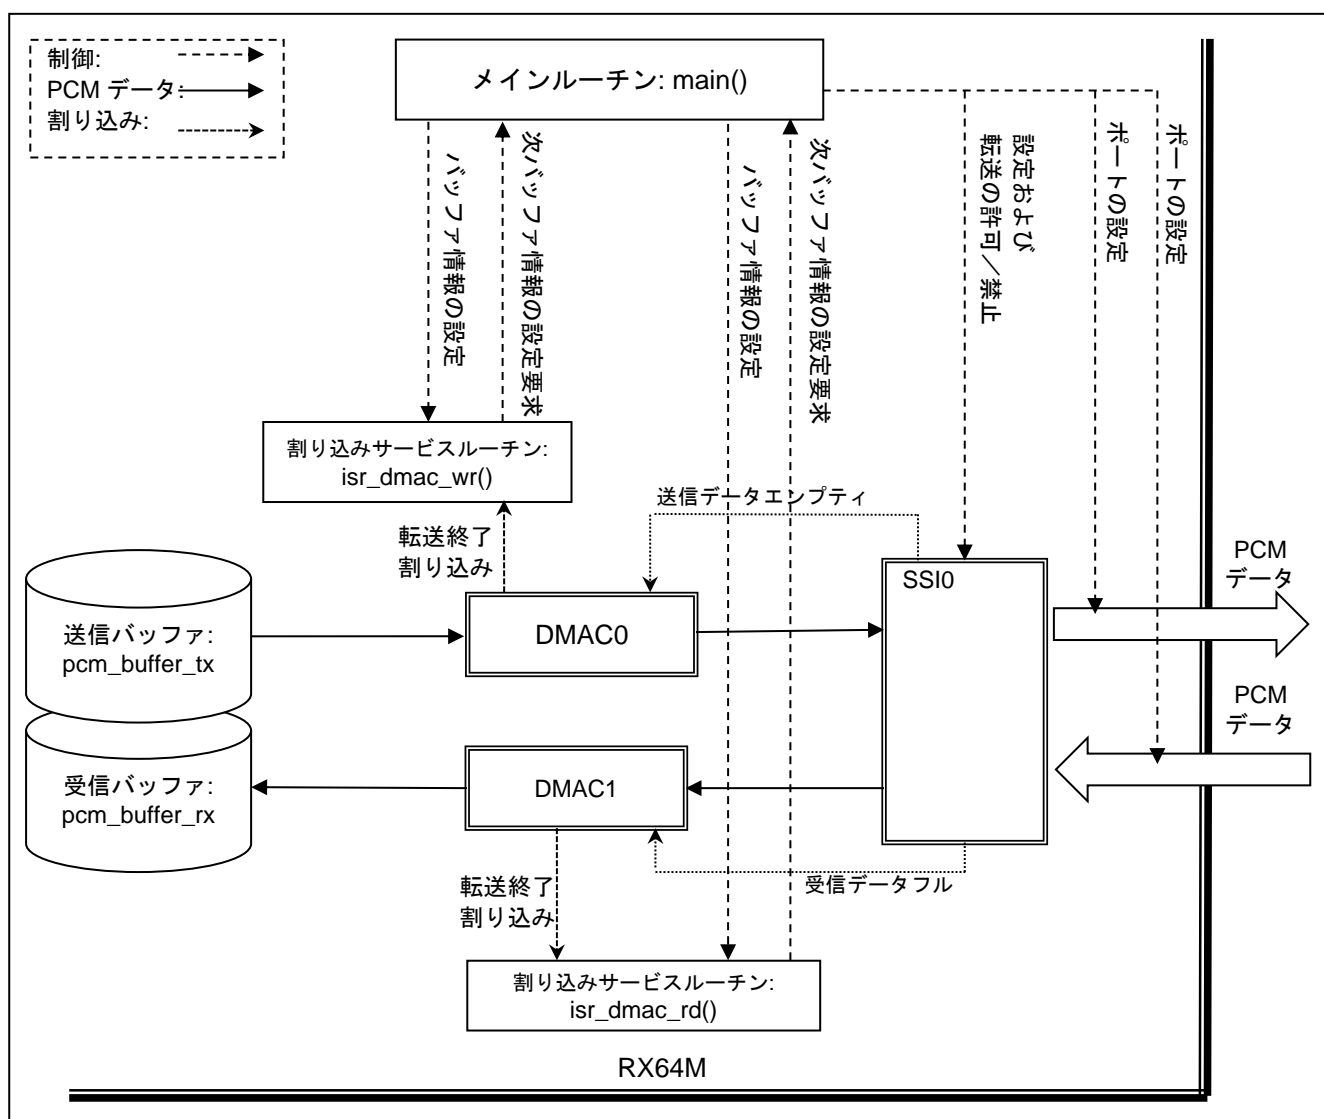 制御:
PCM データ:
割り込み:
メインルーチン: main()
バッファ情報の設定
次バッファ情報の設定要求
バッファ情報の設定
次バッファ情報の設定要求
設定および
転送の許可／禁止
ポートの設定
ポートの設定
割り込みサービスルーチン:
isr_dmac_wr()
転送終了
割り込み
送信データエンプティ
SSI0
PCM
データ
送信バッファ:
pcm_buffer_tx
DMAC0
PCM
データ
受信バッファ:
pcm_buffer_rx
DMAC1
転送終了
割り込み
受信データフル
割り込みサービスルーチン:
isr_dmac_rd()
RX64M